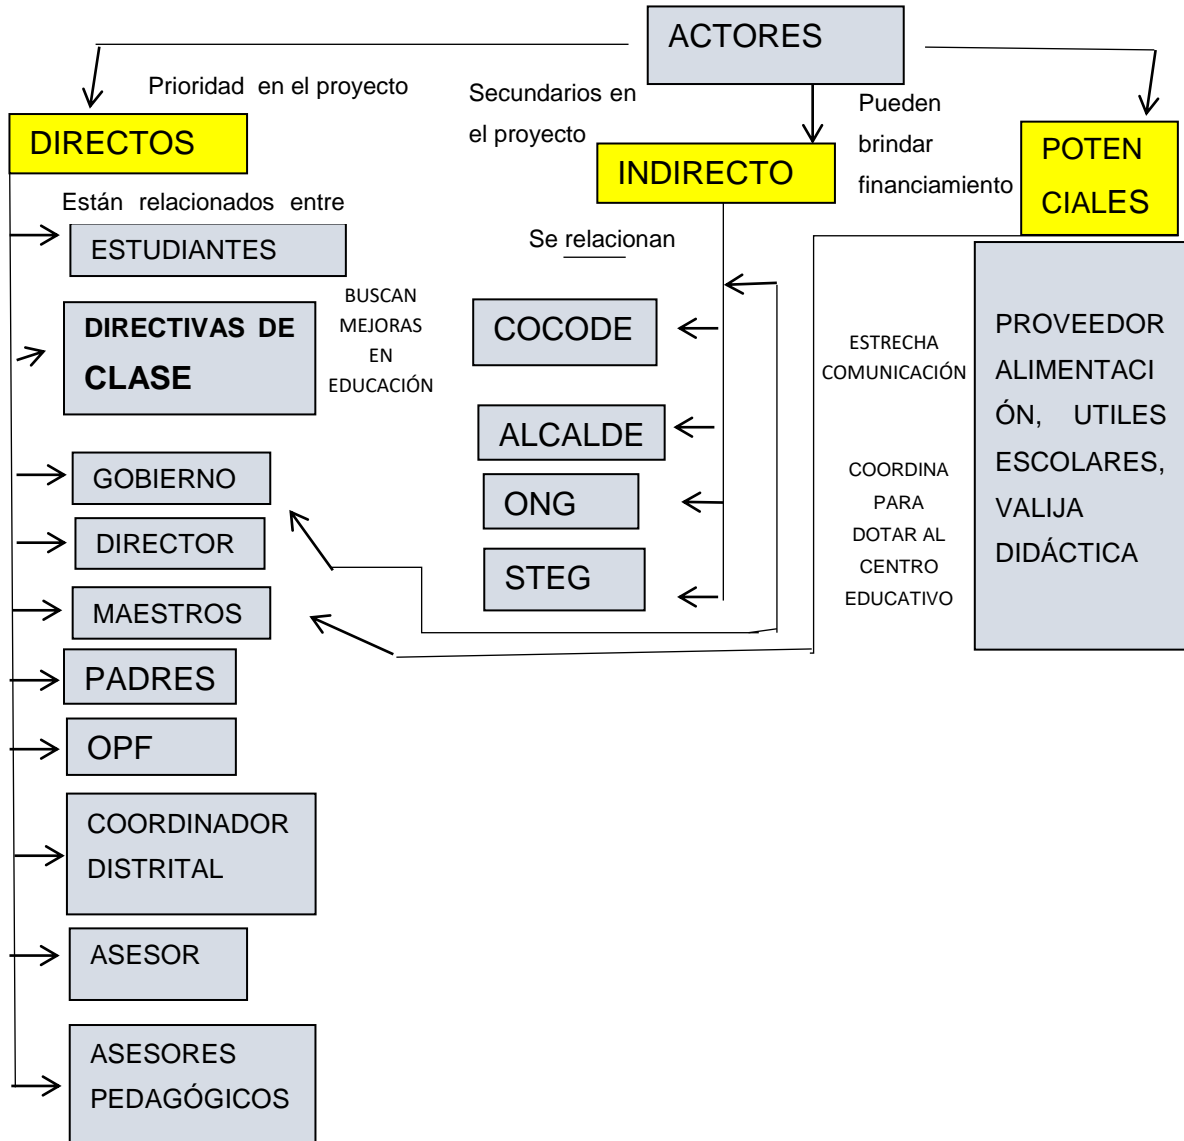 ACTORES
Prioridad en el proyecto
Secundarios en
el proyecto
Pueden
brindar
financiamiento
DIRECTOS
INDIRECTO
POTEN
CIALES
Están relacionados entre
ESTUDIANTES
DIRECTIVAS DE
CLASE
BUSCAN
MEJORAS
EN
EDUCACIÓN
GOBIERNO
DIRECTOR
MAESTROS
PADRES
OPF
COORDINADOR
DISTRITAL
ASESOR
ASESORES
PEDAGÓGICOS
Se relacionan
COCODE
ALCALDE
ONG
STEG
ESTRECHA
COMUNICACIÓN
COORDINA
PARA
DOTAR AL
CENTRO
EDUCATIVO
PROVEEDOR
ALIMENTACI
ÓN, UTILES
ESCOLARES,
VALIJA
DIDÁCTICA